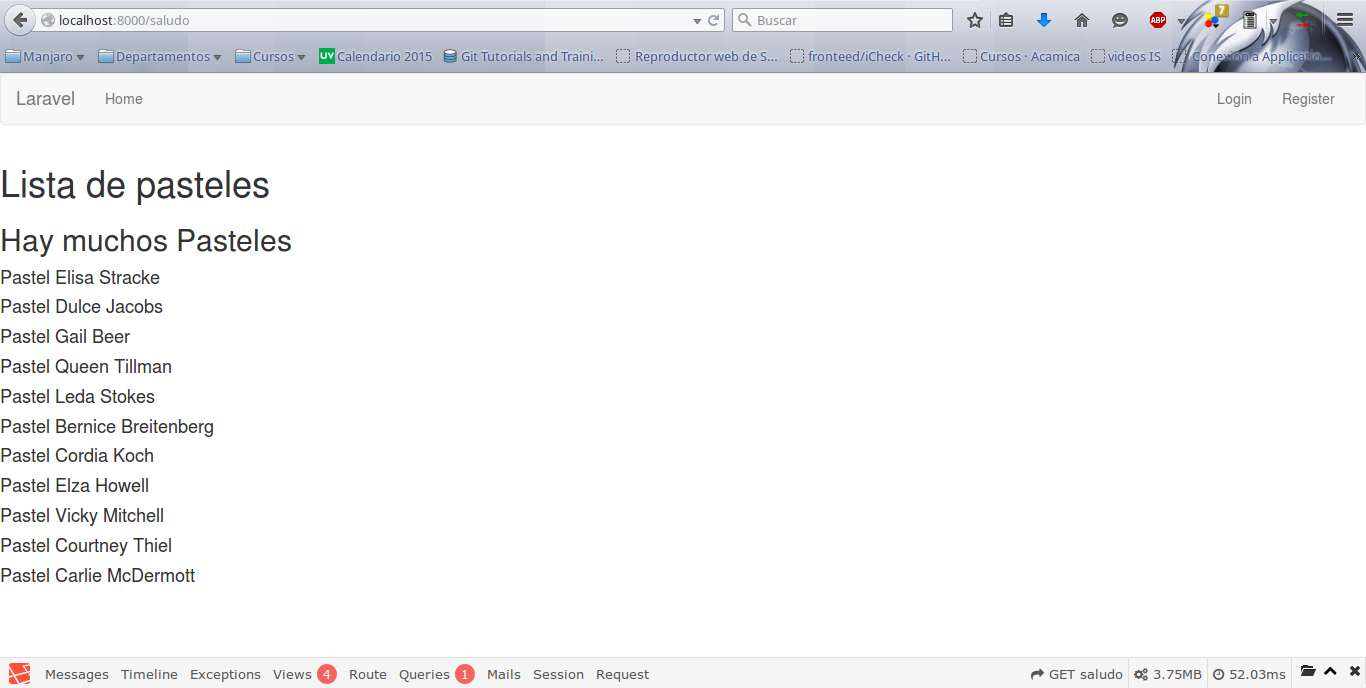 localhost:8000/saludo Buscar 7
ABP
Manjaro Departamentos Cursos UV Calendario 2015 Git Tutorials and Traini... Reproductor web de S... fronteed/iCheck · GitH... Cursos · Acamica videos IS Conexión a Applicatio...
Laravel Home Login Register
Lista de pasteles
Hay muchos Pasteles
Pastel Elisa Stracke
Pastel Dulce Jacobs
Pastel Gail Beer
Pastel Queen Tillman
Pastel Leda Stokes
Pastel Bernice Breitenberg
Pastel Cordia Koch
Pastel Elza Howell
Pastel Vicky Mitchell
Pastel Courtney Thiel
Pastel Carlie McDermott
Messages Timeline Exceptions Views 4 Route Queries 1 Mails Session Request GET saludo 3.75MB 52.03ms